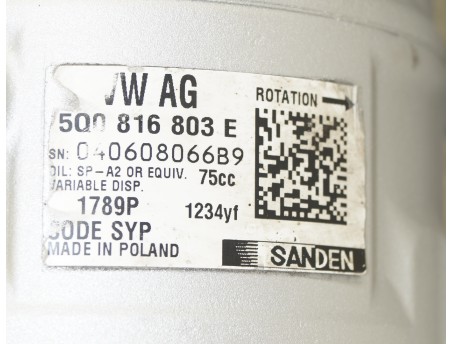 VW AG
ROTATION
5Q0 816 803 E
SN: 040608066B9
OIL: SP-A2 OR EQUIV. 75cc
VARIABLE DISP.
1789P 1234yf
CODE SYP
MADE IN POLAND
SANDEN